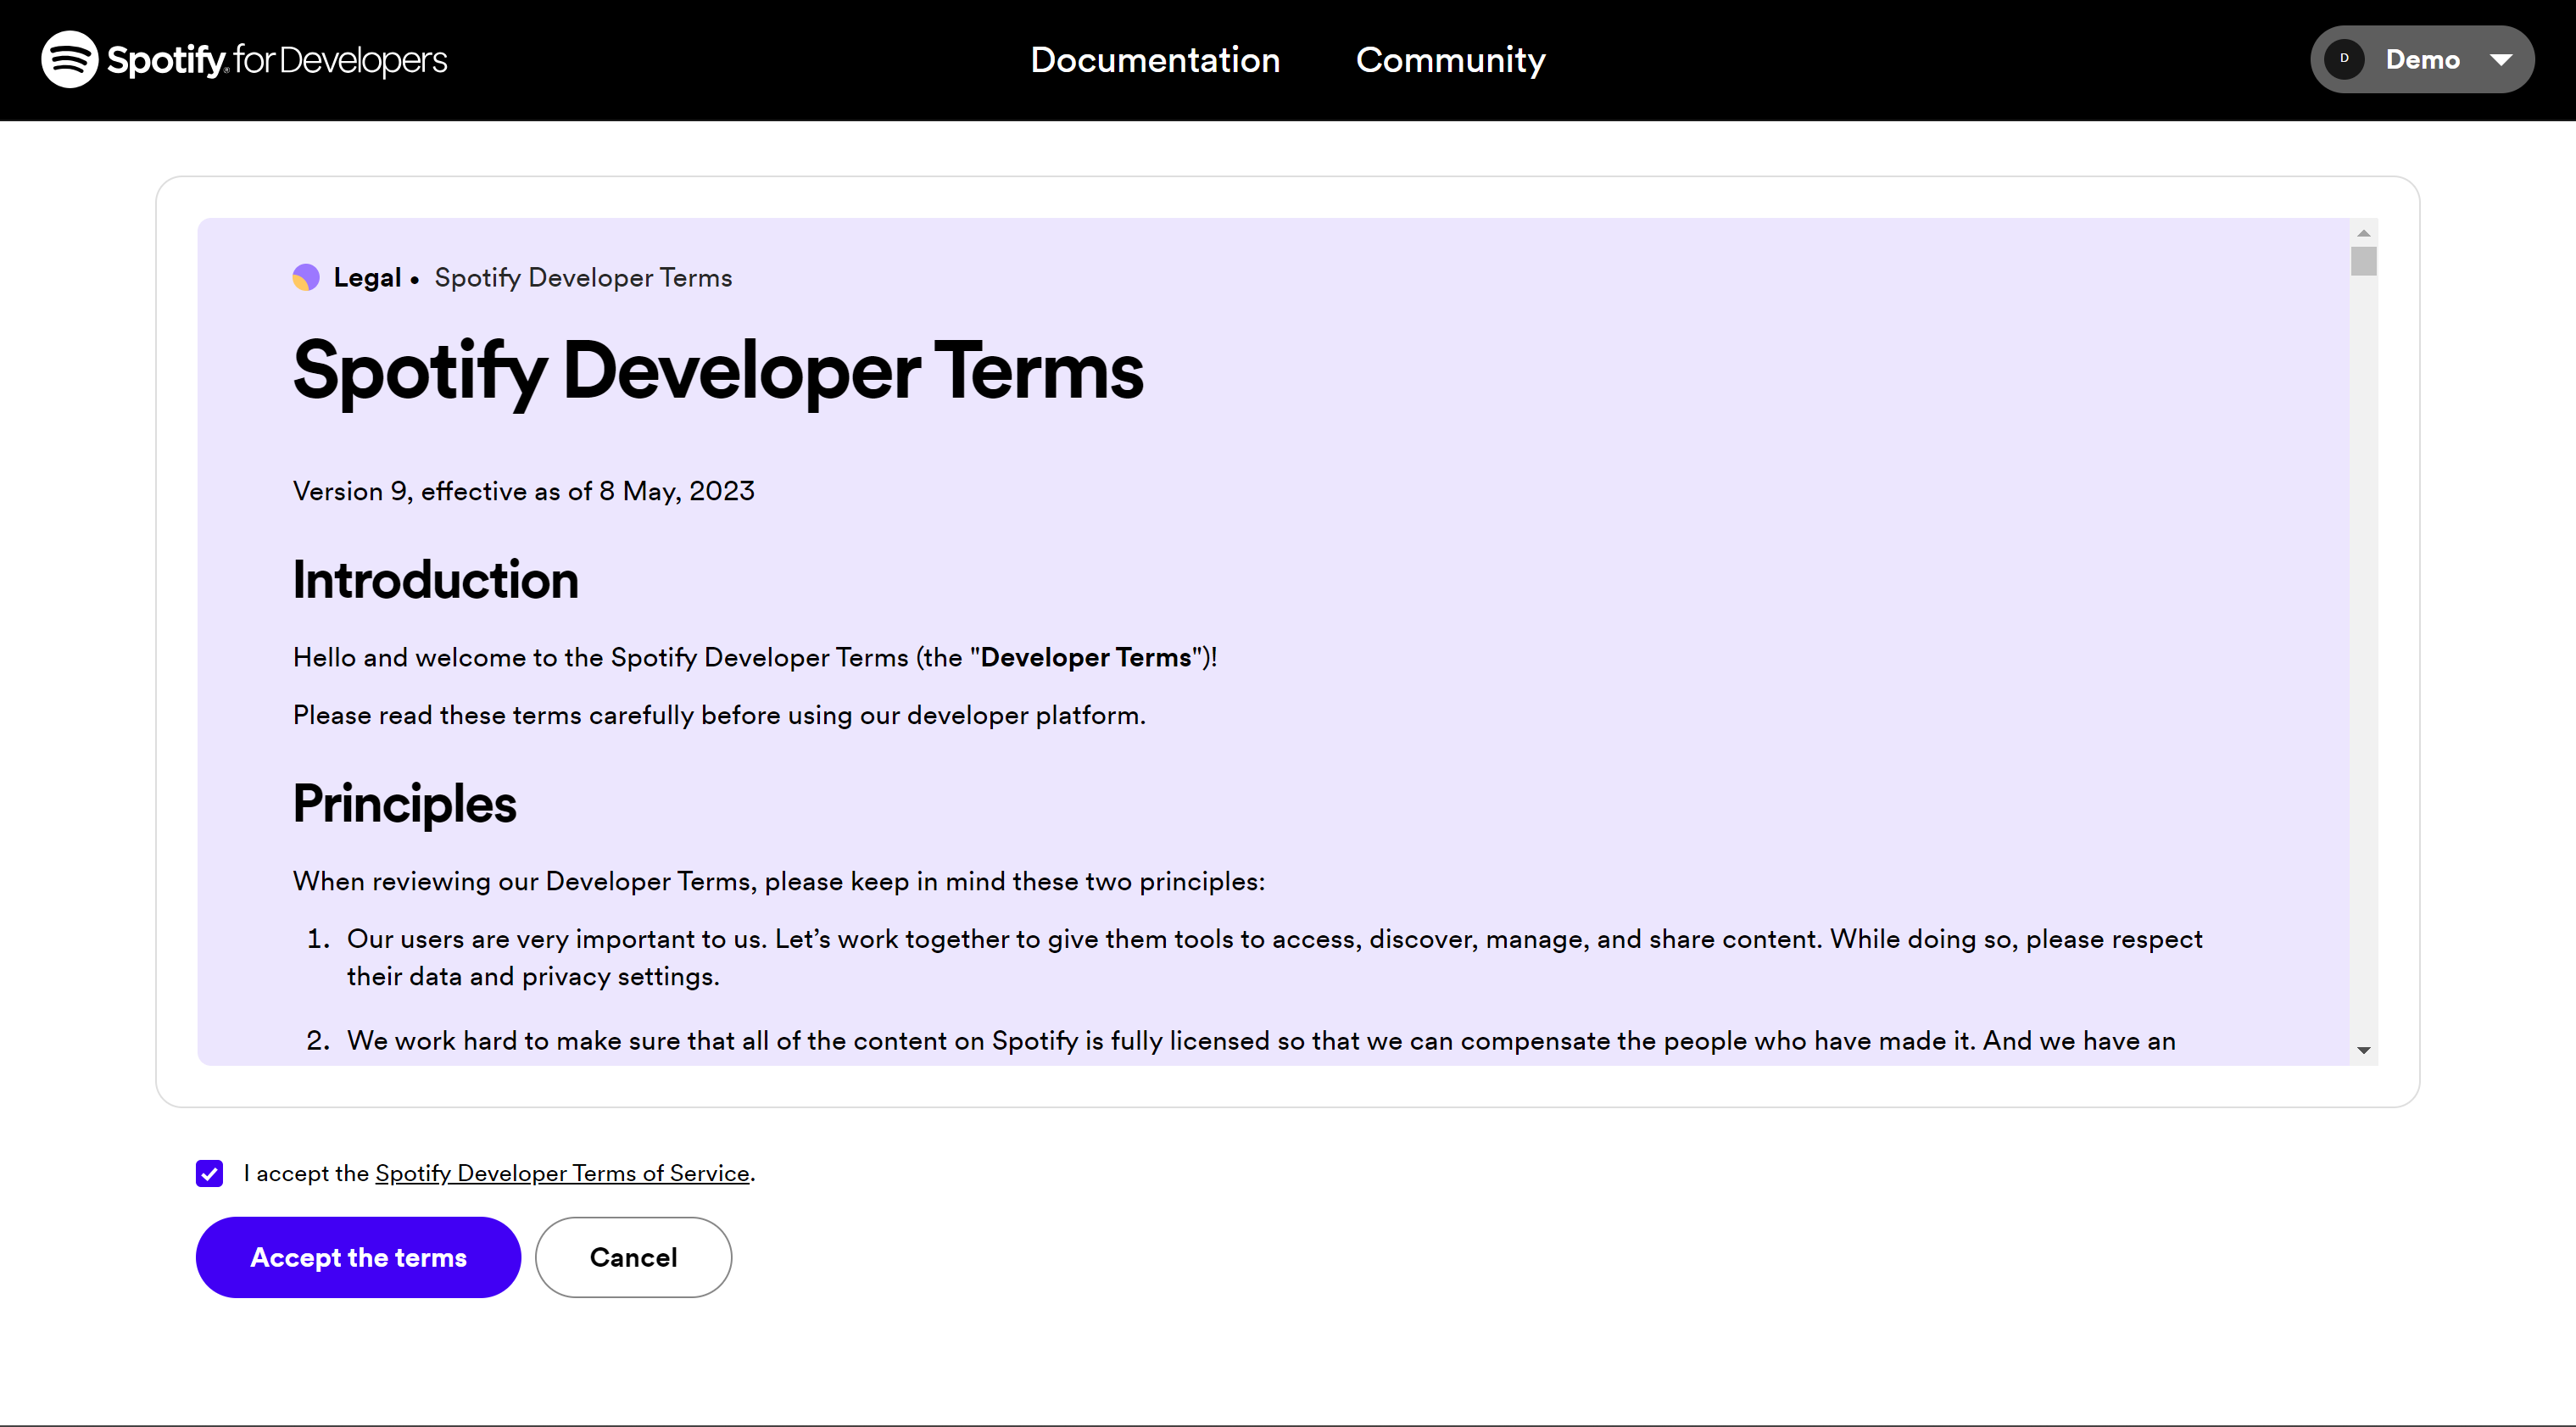 Spotify® for Developers
Documentation
Community
D
Demo
Legal • Spotify Developer Terms
Spotify Developer Terms
Version 9, effective as of 8 May, 2023
Introduction
Hello and welcome to the Spotify Developer Terms (the "Developer Terms")!
Please read these terms carefully before using our developer platform.
Principles
When reviewing our Developer Terms, please keep in mind these two principles:
1. Our users are very important to us. Let’s work together to give them tools to access, discover, manage, and share content. While doing so, please respect
their data and privacy settings.
2. We work hard to make sure that all of the content on Spotify is fully licensed so that we can compensate the people who have made it. And we have an
I accept the Spotify Developer Terms of Service.
Accept the terms
Cancel